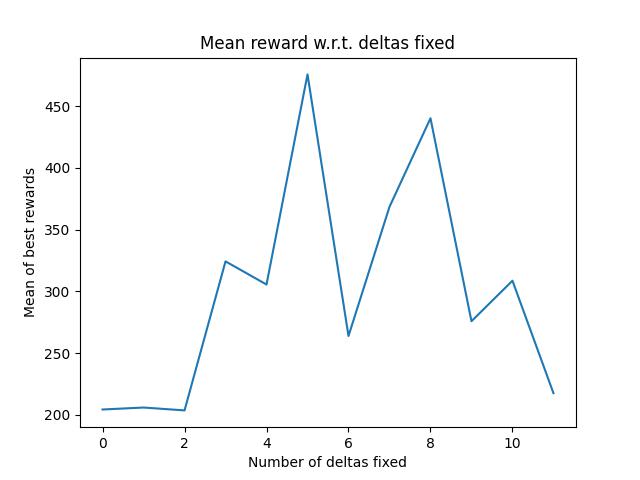 Mean reward w.r.t. deltas fixed
450
400
350
300
250
200
Mean of best rewards
0 2 4 6 8 10
Number of deltas fixed